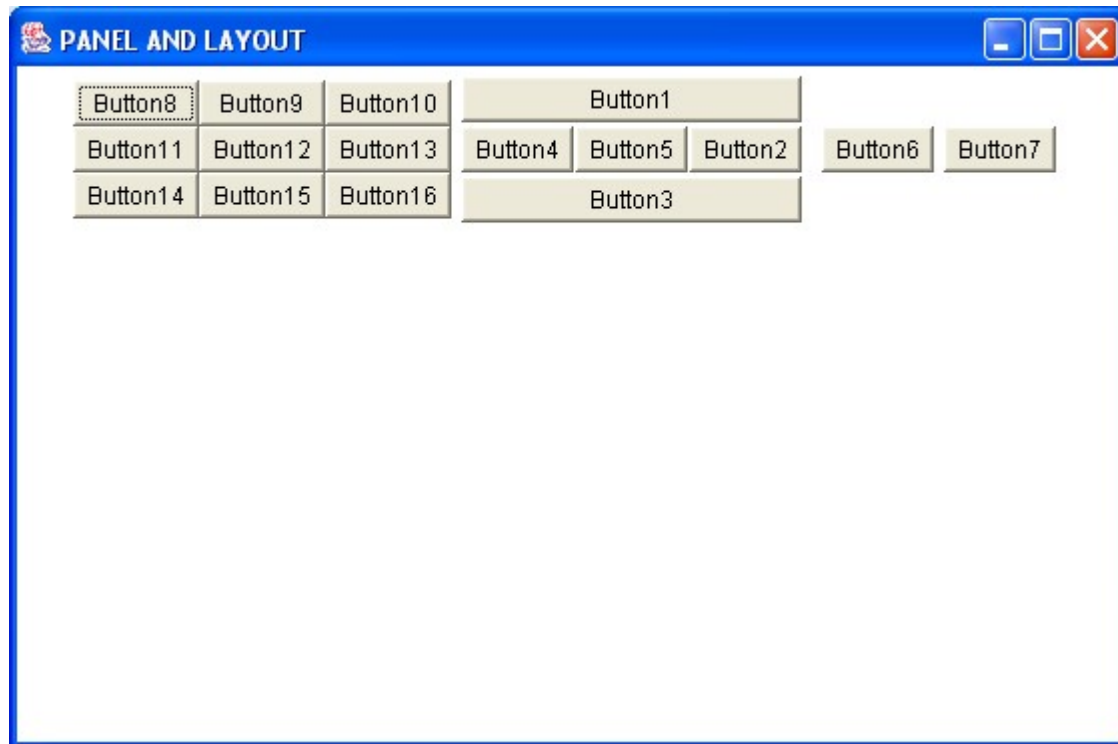 PANEL AND LAYOUT
Button8 Button9 Button10 Button1
Button11 Button12 Button13 Button4 Button5 Button2 Button6 Button7
Button14 Button15 Button16 Button3